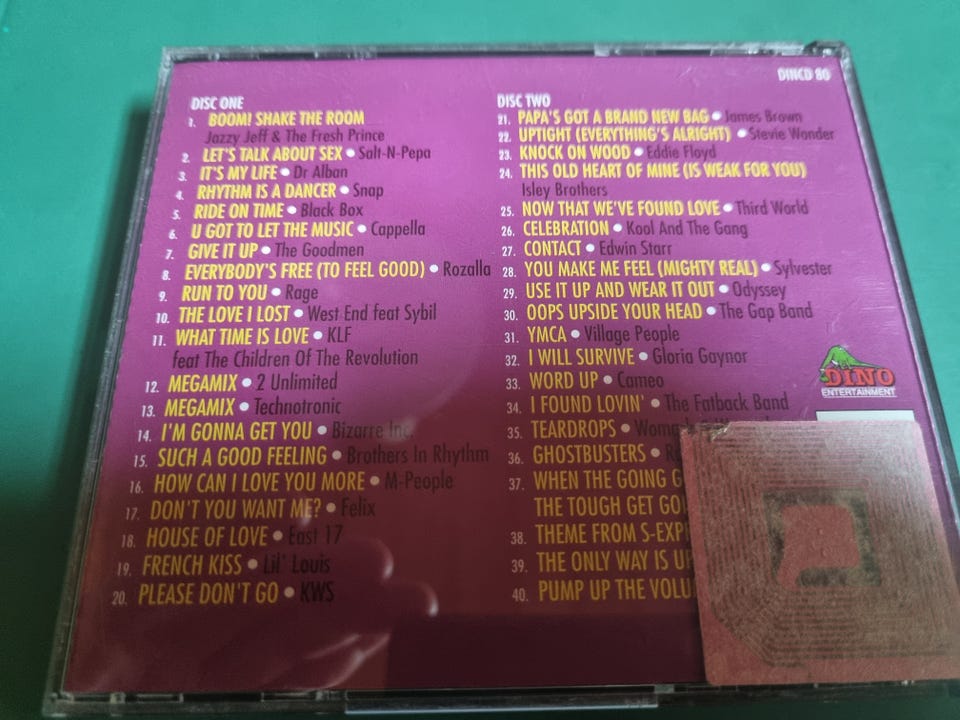 DINCD 80
DISC ONE
1. BOOM! SHAKE THE ROOM
Jazzy Jeff & The Fresh Prince
2. LET'S TALK ABOUT SEX • Salt-N-Pepa
3. IT'S MY LIFE • Dr Alban
4. RHYTHM IS A DANCER • Snap
5. RIDE ON TIME • Black Box
6. U GOT TO LET THE MUSIC • Cappella
7. GIVE IT UP • The Goodmen
8. EVERYBODY'S FREE (TO FEEL GOOD) • Rozalla
9. RUN TO YOU • Rage
10. THE LOVE I LOST • West End feat Sybil
11. WHAT TIME IS LOVE • KLF
feat The Children Of The Revolution
12. MEGAMIX • 2 Unlimited
13. MEGAMIX • Technotronic
14. I'M GONNA GET YOU • Bizarre Inc.
15. SUCH A GOOD FEELING • Brothers In Rhythm
16. HOW CAN I LOVE YOU MORE • M-People
17. DON'T YOU WANT ME? • Felix
18. HOUSE OF LOVE • East 17
19. FRENCH KISS • Lil' Louis
20. PLEASE DON'T GO • KWS
DISC TWO
21. PAPA'S GOT A BRAND NEW BAG • James Brown
22. UPTIGHT (EVERYTHING'S ALRIGHT) • Stevie Wonder
23. KNOCK ON WOOD • Eddie Floyd
24. THIS OLD HEART OF MINE (IS WEAK FOR YOU)
Isley Brothers
25. NOW THAT WE'VE FOUND LOVE • Third World
26. CELEBRATION • Kool And The Gang
27. CONTACT • Edwin Starr
28. YOU MAKE ME FEEL (MIGHTY REAL) • Sylvester
29. USE IT UP AND WEAR IT OUT • Odyssey
30. OOPS UPSIDE YOUR HEAD • The Gap Band
31. YMCA • Village People
32. I WILL SURVIVE • Gloria Gaynor
33. WORD UP • Cameo
34. I FOUND LOVIN' • The Fatback Band
35. TEARDROPS •
36. GHOSTBUSTERS •
37. WHEN THE GOING
THE TOUGH GET
38. THEME FROM
39. THE ONLY WAY IS
40. PUMP UP THE
DINO
ENTERTAINMENT